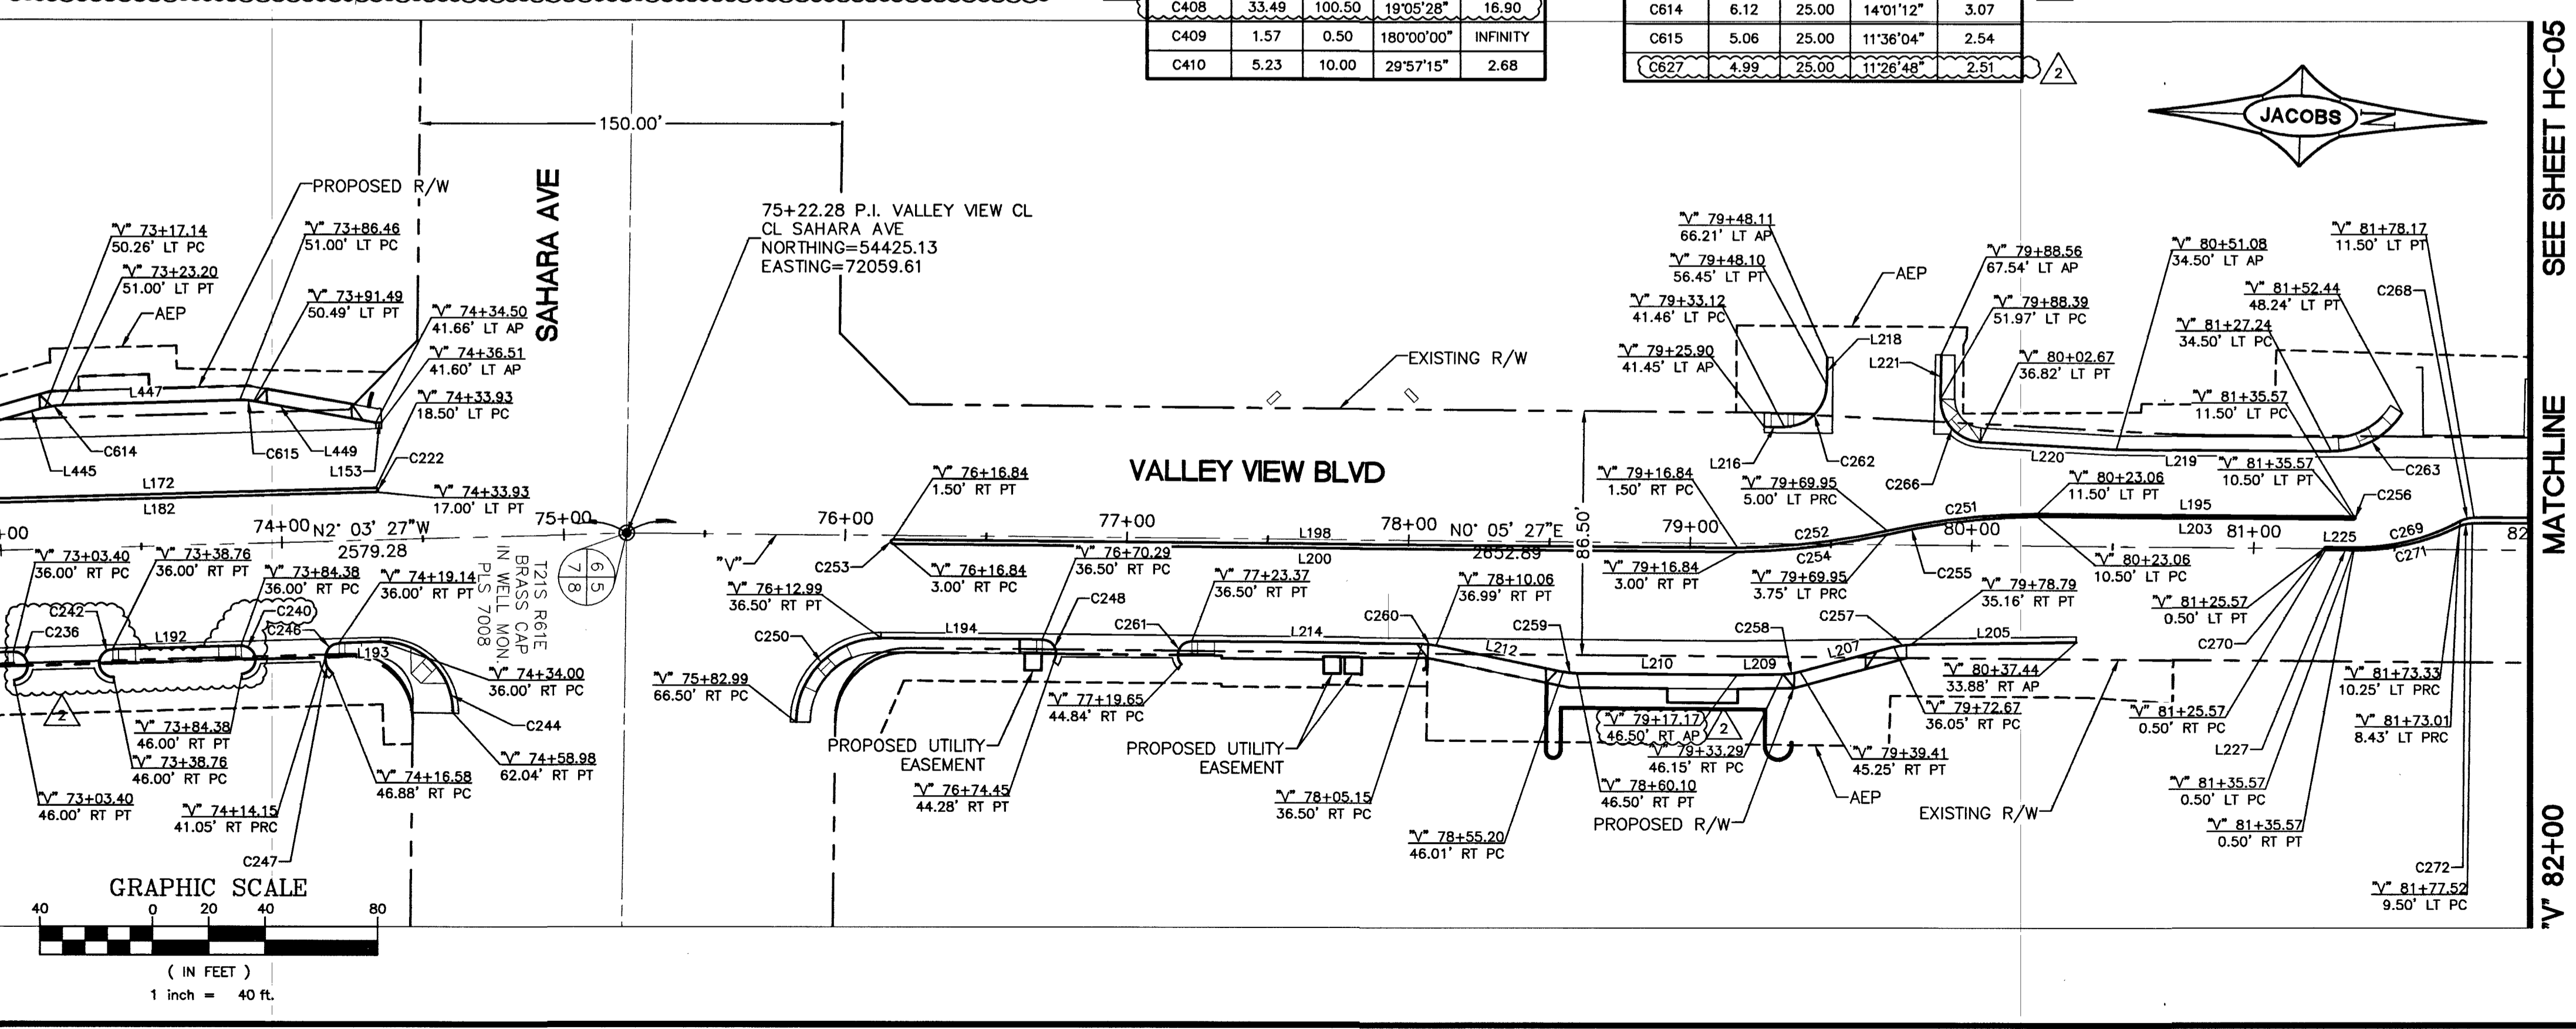 C408 33.49 100.50 19°05'28" 16.90
C409 1.57 0.50 180°00'00" INFINITY
C410 5.23 10.00 29°57'15" 2.68
C614 6.12 25.00 14°01'12" 3.07
C615 5.06 25.00 11°36'04" 2.54
C627 4.99 25.00 11°26'48" 2.51
2
JACOBS
N
SEE SHEET HC-05
MATCHLINE
"V" 82+00
150.00'
PROPOSED R/W
SAHARA AVE
75+22.28 P.I. VALLEY VIEW CL
CL SAHARA AVE
NORTHING=54425.13
EASTING=72059.61
"V" 73+17.14
50.26' LT PC
"V" 73+23.20
51.00' LT PT
AEP
"V" 73+86.46
51.00' LT PC
"V" 73+91.49
50.49' LT PT
"V" 74+34.50
41.66' LT AP
"V" 74+36.51
41.60' LT AP
"V" 74+33.93
18.50' LT PC
L447
L445
C614
C615
L449
L153
C222
L172
L182
"V" 74+33.93
17.00' LT PT
+00
74+00
N2° 03' 27"W
2579.28
75+00
76+00
77+00
78+00
N0° 05' 27"E
2852.89
79+00
80+00
81+00
82
"V"
T21S R61E
BRASS CAP
IN WELL MON.
PLS 7008
6 5
7 8
EXISTING R/W
VALLEY VIEW BLVD
86.50'
"V" 79+48.11
66.21' LT AP
"V" 79+48.10
56.45' LT PT
"V" 79+33.12
41.46' LT PC
"V" 79+25.90
41.45' LT AP
AEP
L218
L221
L216
C262
C266
"V" 79+88.56
67.54' LT AP
"V" 79+88.39
51.97' LT PC
"V" 80+02.67
36.82' LT PT
"V" 80+51.08
34.50' LT AP
"V" 81+78.17
11.50' LT PT
"V" 81+52.44
48.24' LT PT
"V" 81+27.24
34.50' LT PC
"V" 81+35.57
11.50' LT PC
C268
L220
L219
C263
"V" 81+35.57
10.50' LT PT
"V" 76+16.84
1.50' RT PT
"V" 79+16.84
1.50' RT PC
"V" 79+69.95
5.00' LT PRC
"V" 80+23.06
11.50' LT PT
C251
C252
C254
C255
L195
L203
C256
L225
C269
C271
L198
L200
C253
"V" 76+16.84
3.00' RT PC
"V" 79+16.84
3.00' RT PT
"V" 79+69.95
3.75' LT PRC
"V" 80+23.06
10.50' LT PC
"V" 81+25.57
0.50' LT PT
C270
"V" 81+25.57
0.50' RT PC
L227
"V" 81+35.57
0.50' LT PC
"V" 81+35.57
0.50' RT PT
"V" 81+73.33
10.25' LT PRC
"V" 81+73.01
8.43' LT PRC
C272
"V" 81+77.52
9.50' LT PC
"V" 73+03.40
36.00' RT PC
"V" 73+38.76
36.00' RT PT
"V" 73+84.38
36.00' RT PC
"V" 74+19.14
36.00' RT PT
C242
C236
L192
C240
C246
L193
2
"V" 73+84.38
46.00' RT PT
"V" 73+38.76
46.00' RT PC
"V" 73+03.40
46.00' RT PT
"V" 74+14.15
41.05' RT PRC
C247
"V" 74+16.58
46.88' RT PC
"V" 74+34.00
36.00' RT PC
C244
"V" 74+58.98
62.04' RT PT
"V" 76+12.99
36.50' RT PT
C250
"V" 75+82.99
66.50' RT PC
L194
"V" 76+70.29
36.50' RT PC
C248
C261
"V" 77+23.37
36.50' RT PT
L214
"V" 77+19.65
44.84' RT PC
PROPOSED UTILITY
EASEMENT
PROPOSED UTILITY
EASEMENT
"V" 76+74.45
44.28' RT PT
C260
"V" 78+10.06
36.99' RT PT
"V" 78+05.15
36.50' RT PC
L212
C259
L210
L209
C258
L207
C257
"V" 79+78.79
35.16' RT PT
L205
"V" 80+37.44
33.88' RT AP
"V" 79+72.67
36.05' RT PC
"V" 79+17.17
46.50' RT AP
2
"V" 79+33.29
46.15' RT PC
"V" 78+60.10
46.50' RT PT
"V" 78+55.20
46.01' RT PC
"V" 79+39.41
45.25' RT PT
PROPOSED R/W
AEP
EXISTING R/W
GRAPHIC SCALE
40 0 20 40 80
( IN FEET )
1 inch = 40 ft.